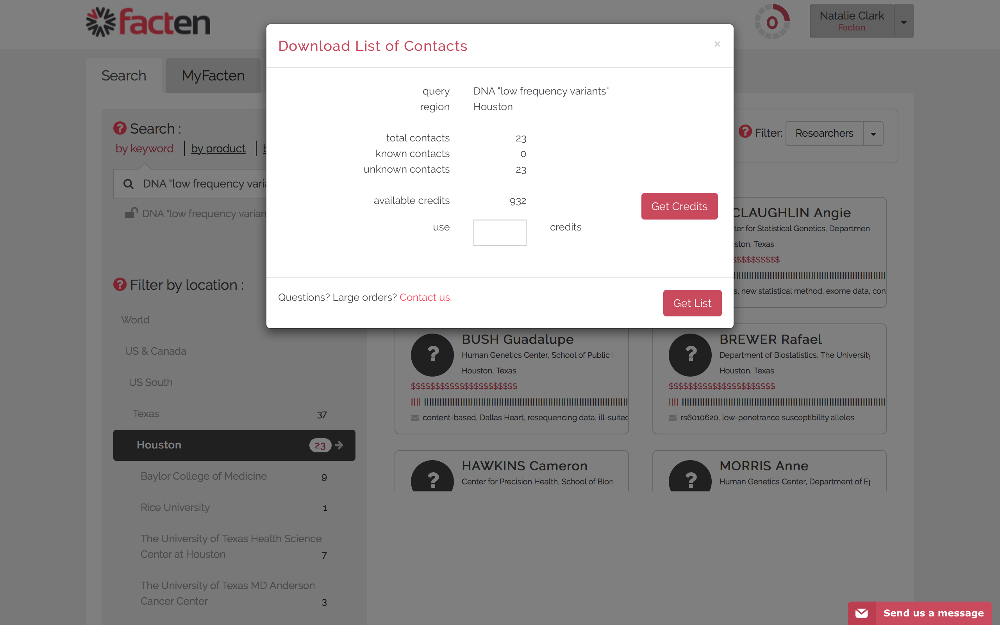 facten
0
Natalie Clark
Facten
Search
MyFacten
Download List of Contacts
×
query DNA "low frequency variants"
region Houston
total contacts 23
known contacts 0
unknown contacts 23
available credits 932
Get Credits
use credits
Questions? Large orders? Contact us.
Get List
? Search :
by keyword by product
DNA "low frequency
DNA "low frequency
? Filter by location :
World
US & Canada
US South
Texas 37
Houston 23
Baylor College of Medicine 9
Rice University 1
The University of Texas Health Science
Center at Houston 7
The University of Texas MD Anderson
Cancer Center 3
? Filter: Researchers
CLAUGHLIN Angie
for Statistical Genetics,
Texas
$$$$$$$$$$
new statistical method, exome data, con
?
BUSH Guadalupe
Human Genetics Center, School of Public
Houston, Texas
$$$$$$$$$$$$$$$$$$$$$$
content-based, Dallas Heart, resequencing data, ill-suited
?
BREWER Rafael
Department of Biostatistics, The University
Houston, Texas
$$$$$$$$$$$$$$$$$$$$$$
rs6010620, low-penetrance susceptibility alleles
?
HAWKINS Cameron
Center for Precision Health, School of
?
MORRIS Anne
Human Genetics Center, Department of
Send us a message